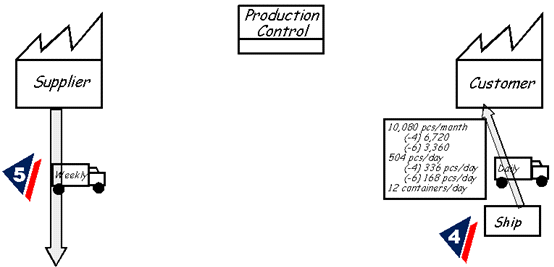 Production
Control
Supplier
Customer
10,080 pcs/month
(-4) 6,720
(-6) 3,360
504 pcs/day
(-4) 336 pcs/day
(-6) 168 pcs/day
12 containers/day
5
Weekly
Daily
4
Ship